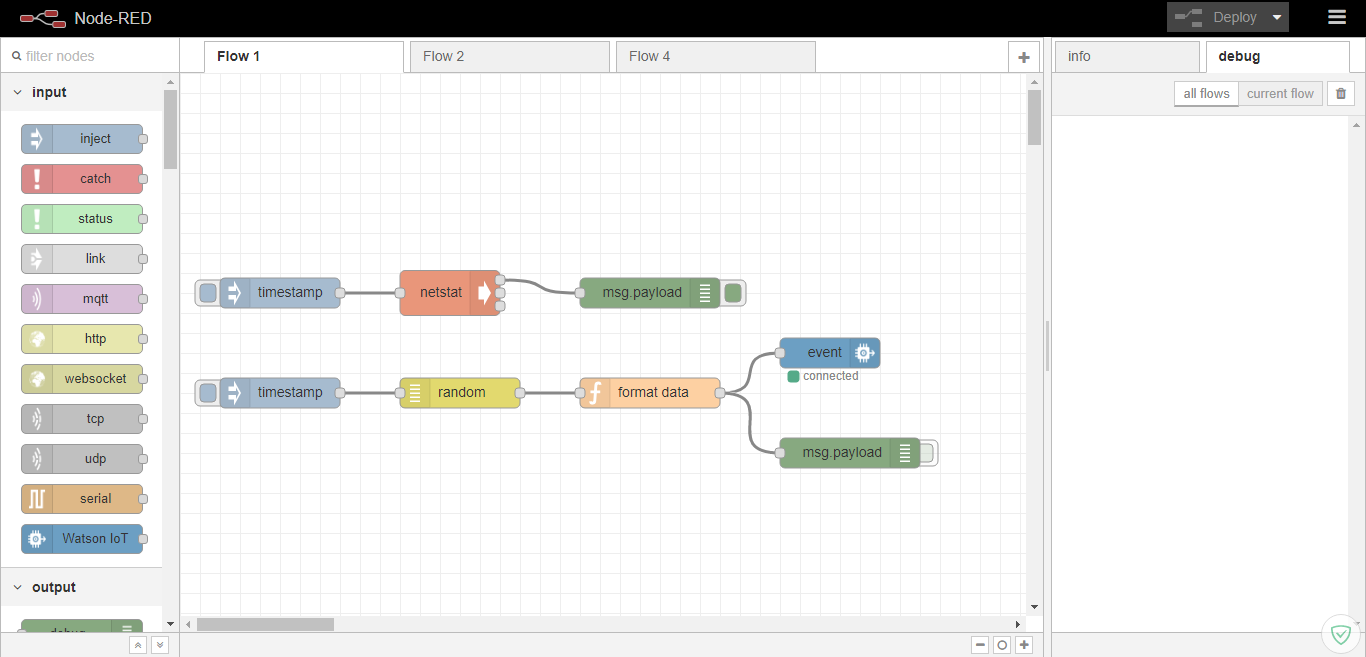 Node-RED
Deploy
filter nodes
Flow 1
Flow 2
Flow 4
info
debug
all flows
current flow
input
inject
catch
status
link
mqtt
http
websocket
tcp
udp
serial
Watson IoT
output
debug
timestamp
netstat
msg.payload
event
connected
timestamp
random
format data
msg.payload